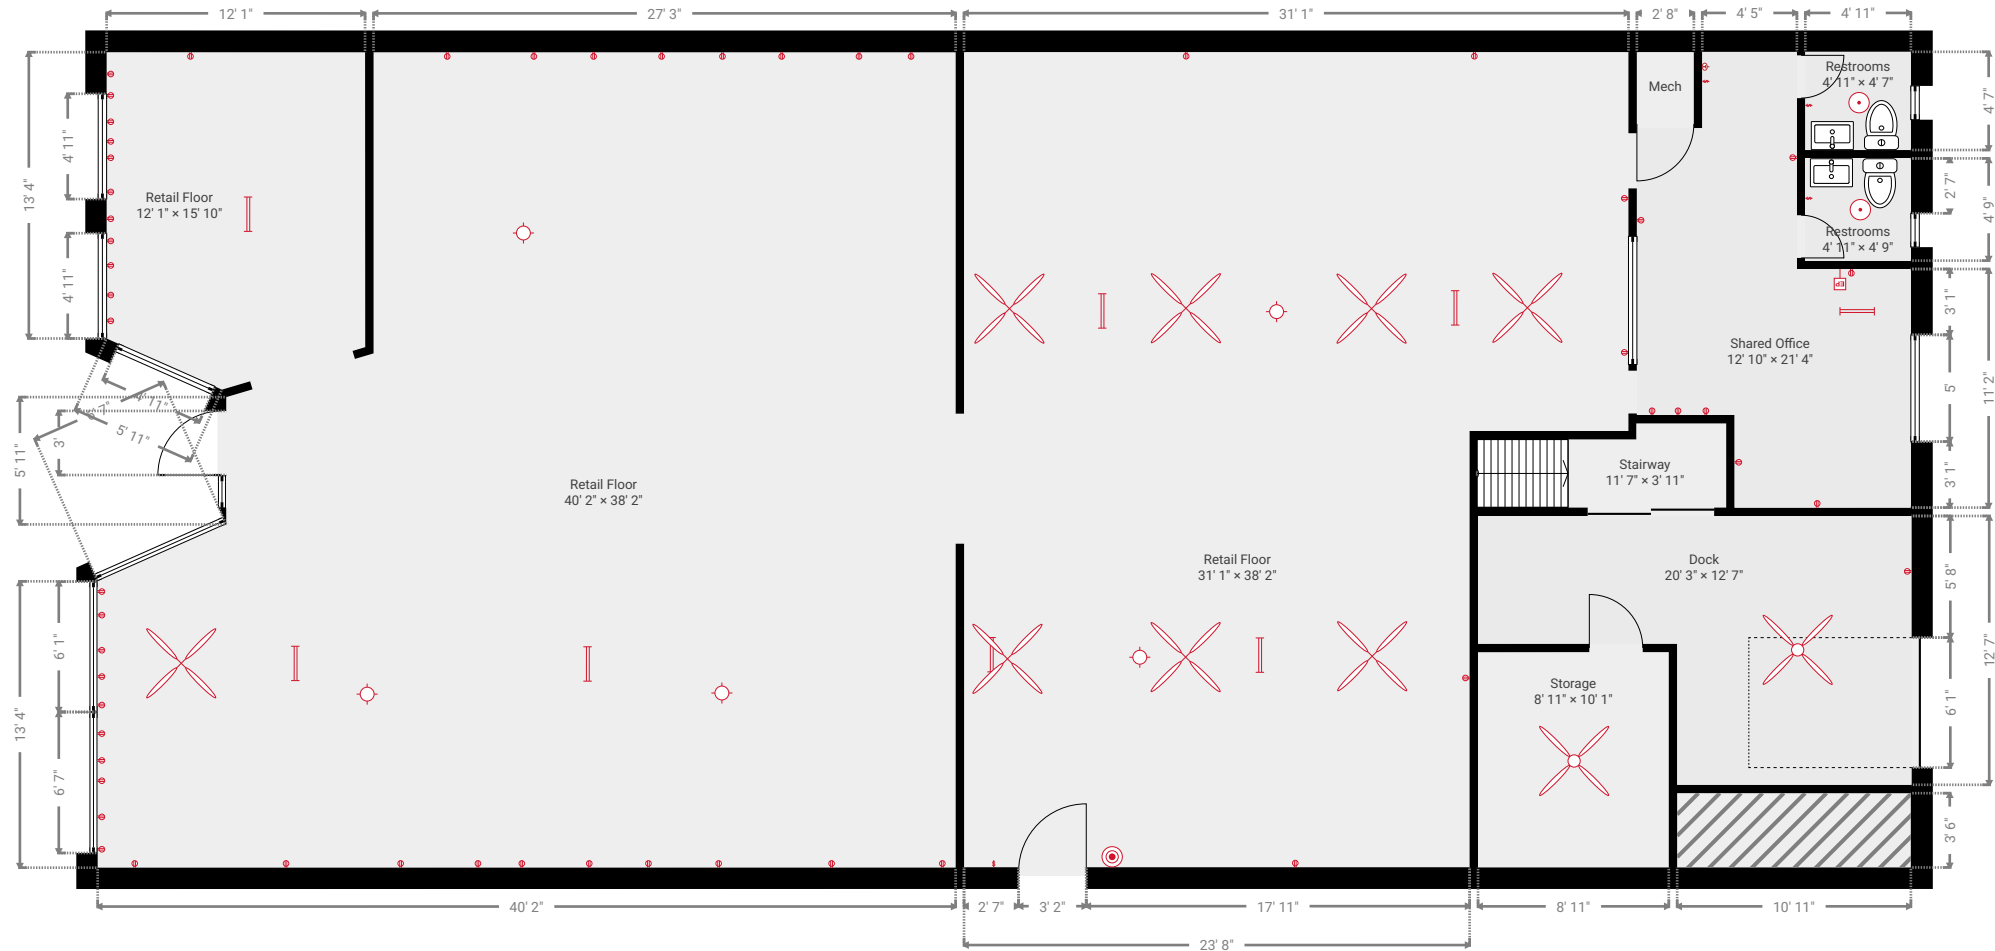 12' 1"
27' 3"
31' 1"
2' 8"
4' 5"
4' 11"
Restrooms
4' 11" × 4' 7"
Mech
4' 7"
4' 11"
13' 4"
Retail Floor
12' 1" × 15' 10"
2' 7"
4' 9"
Restrooms
4' 11" × 4' 9"
4' 11"
EP
3' 1"
Shared Office
12' 10" × 21' 4"
5'
11' 2"
5' 11"
3'
5' 11"
Retail Floor
40' 2" × 38' 2"
Stairway
11' 7" × 3' 11"
3' 1"
Retail Floor
31' 1" × 38' 2"
Dock
20' 3" × 12' 7"
5' 8"
12' 7"
6' 1"
Storage
8' 11" × 10' 1"
6' 1"
13' 4"
6' 7"
3' 6"
40' 2"
2' 7"
3' 2"
17' 11"
8' 11"
10' 11"
23' 8"